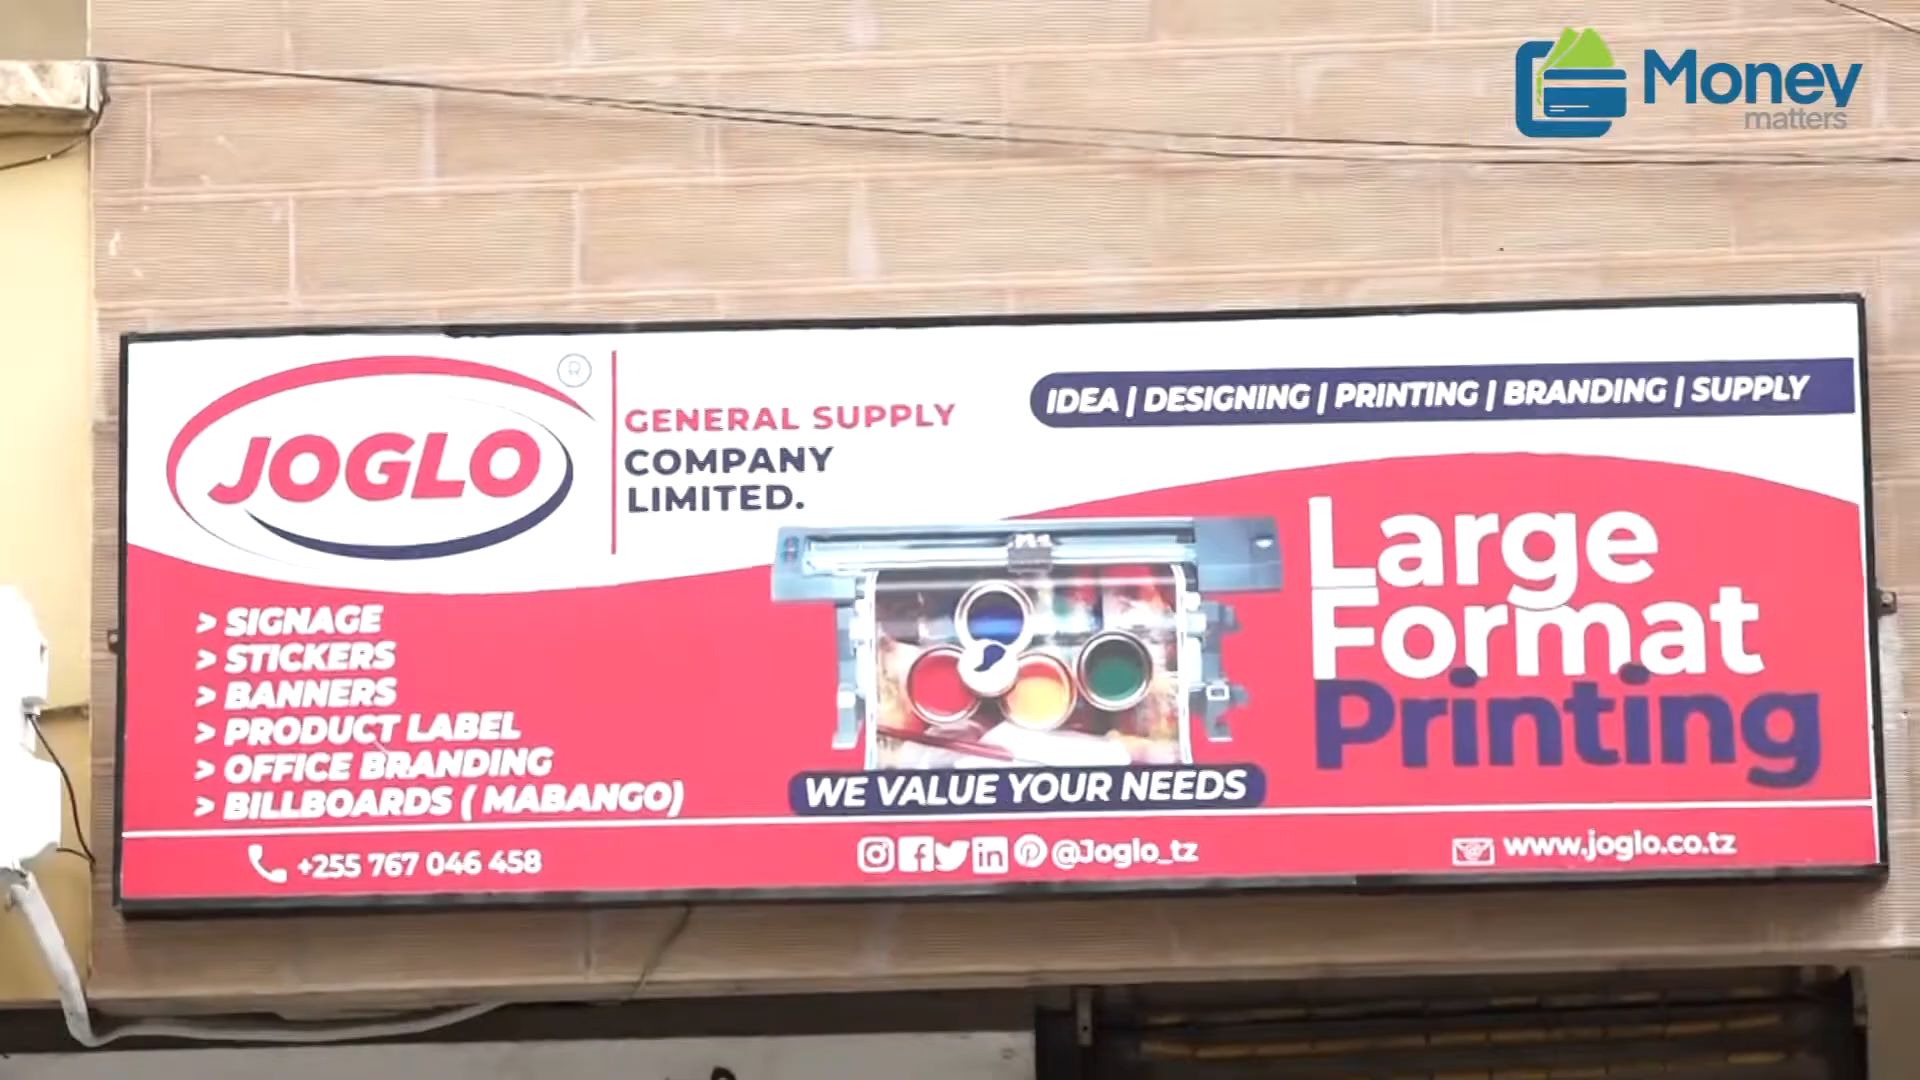 Money
matters
JOGLO
R
GENERAL SUPPLY
COMPANY
LIMITED.
IDEA | DESIGNING | PRINTING | BRANDING | SUPPLY
> SIGNAGE
> STICKERS
> BANNERS
> PRODUCT LABEL
> OFFICE BRANDING
> BILLBOARDS ( MABANGO)
WE VALUE YOUR NEEDS
Large
Format
Printing
+255 767 046 458
@Joglo_tz
www.joglo.co.tz